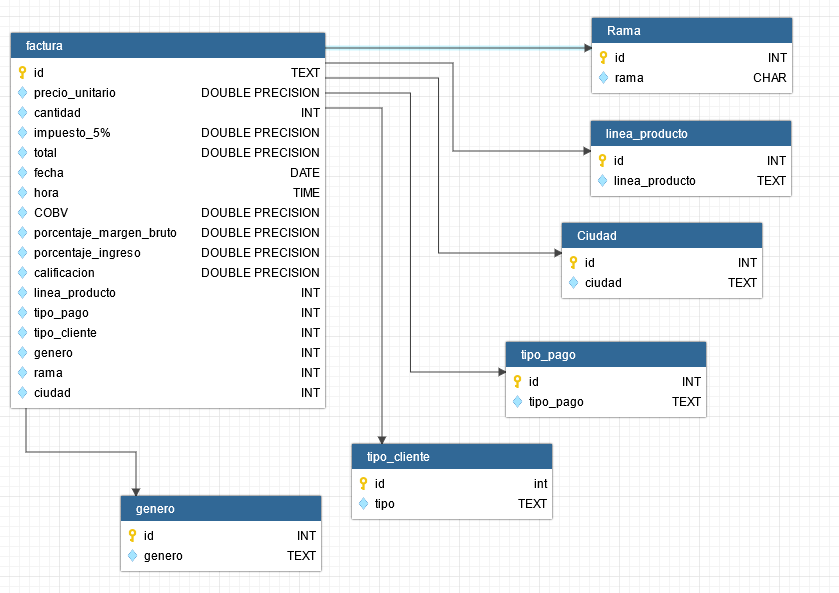 factura
id TEXT
precio_unitario DOUBLE PRECISION
cantidad INT
impuesto_5% DOUBLE PRECISION
total DOUBLE PRECISION
fecha DATE
hora TIME
COBV DOUBLE PRECISION
porcentaje_margen_bruto DOUBLE PRECISION
porcentaje_ingreso DOUBLE PRECISION
calificacion DOUBLE PRECISION
linea_producto INT
tipo_pago INT
tipo_cliente INT
genero INT
rama INT
ciudad INT
Rama
id INT
rama CHAR
linea_producto
id INT
linea_producto TEXT
Ciudad
id INT
ciudad TEXT
tipo_pago
id INT
tipo_pago TEXT
tipo_cliente
id int
tipo TEXT
genero
id INT
genero TEXT